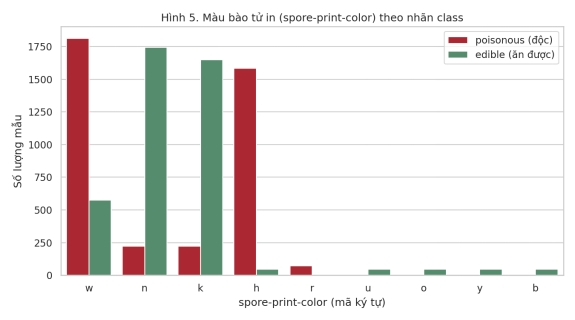 Hình 5. Màu bào tử in (spore-print-color) theo nhãn class
poisonous (độc)
edible (ăn được)
Số lượng mẫu
1750
1500
1250
1000
750
500
250
0
w n k h r u o y b
spore-print-color (mã ký tự)